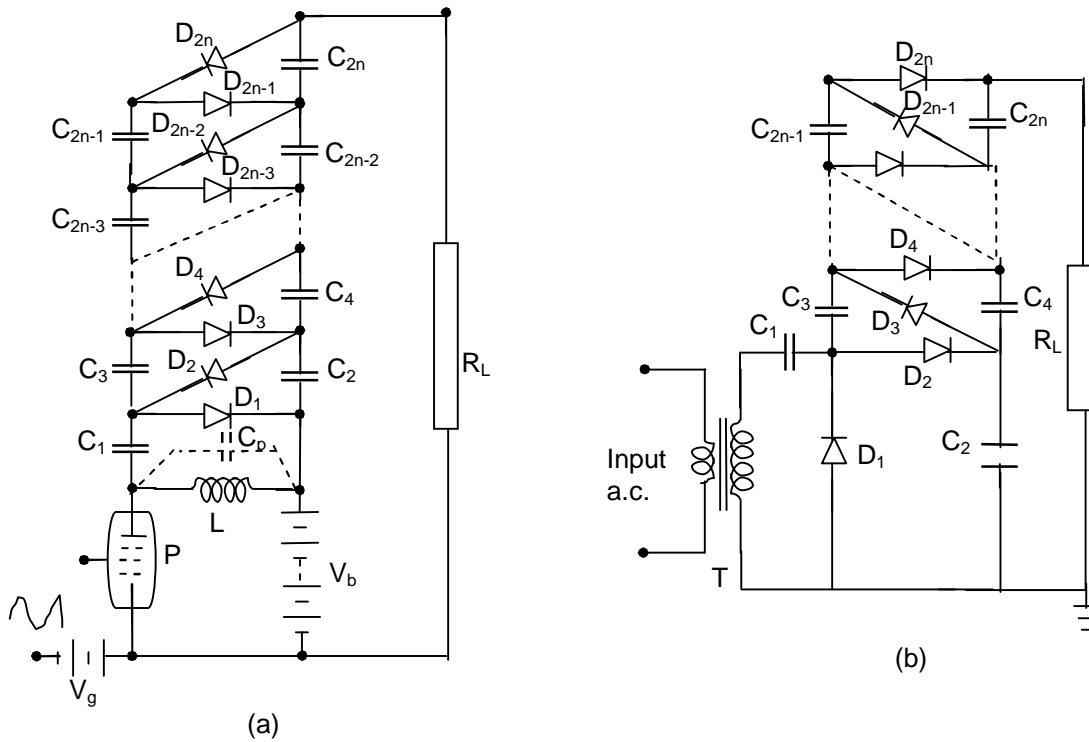 D2n
C2n
D2n-1
C2n-1
D2n-2
C2n-2
D2n-3
C2n-3
D4
C4
D3
C3
D2
C2
D1
C1
Cp
L
P
Vb
Vg
RL
(a)
D2n
D2n-1
C2n-1
C2n
D4
C3
C4
D3
C1
RL
D2
Input
a.c.
D1
C2
T
(b)